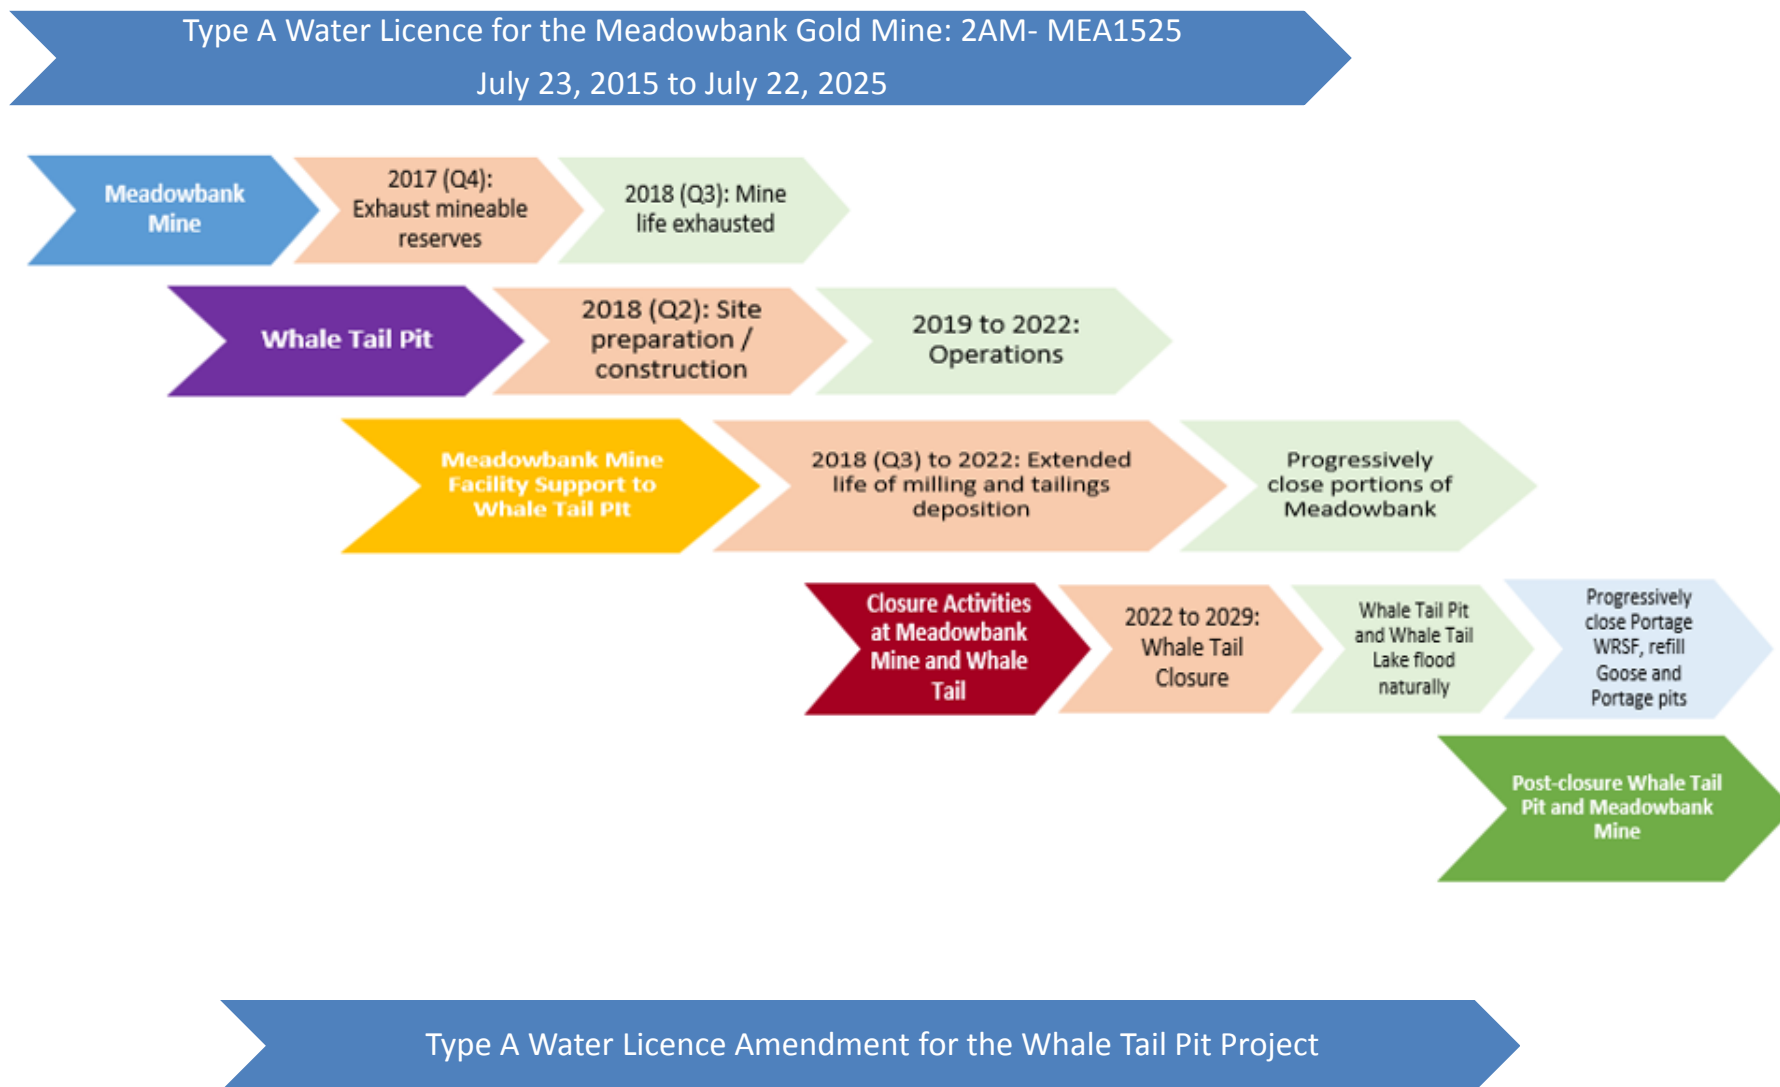 Type A Water Licence for the Meadowbank Gold Mine: 2AM- MEA1525
July 23, 2015 to July 22, 2025
Meadowbank
Mine
2017 (Q4):
Exhaust mineable
reserves
2018 (Q3): Mine
life exhausted
Whale Tail Pit
2018 (Q2): Site
preparation /
construction
2019 to 2022:
Operations
Meadowbank Mine
Facility Support to
Whale Tail PIt
2018 (Q3) to 2022: Extended
life of milling and tailings
deposition
Progressively
close portions of
Meadowbank
Closure Activities
at Meadowbank
Mine and Whale
Tail
2022 to 2029:
Whale Tail
Closure
Whale Tail Pit
and Whale Tail
Lake flood
naturally
Progressively
close Portage
WRSF, refill
Goose and
Portage pits
Post-closure Whale Tail
Pit and Meadowbank
Mine
Type A Water Licence Amendment for the Whale Tail Pit Project